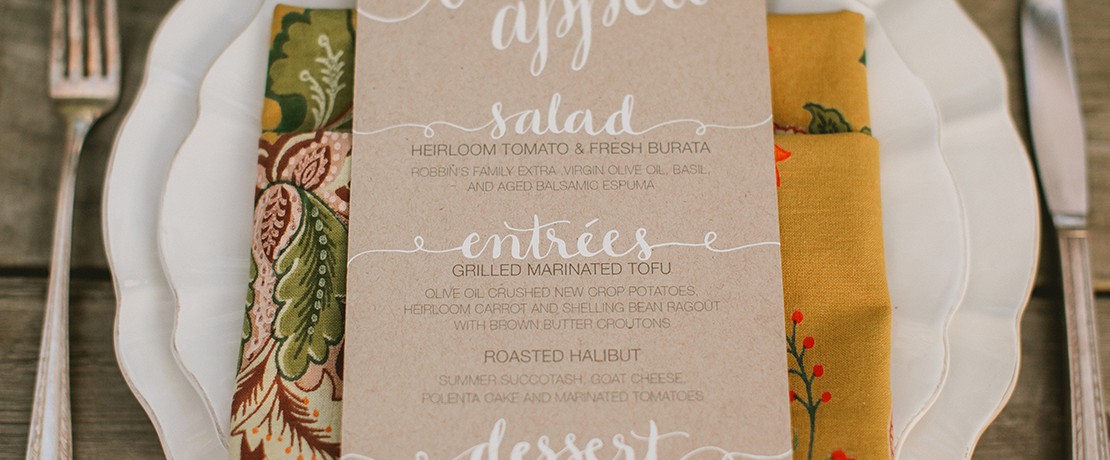 salad
HEIRLOOM TOMATO & FRESH BURATA
ROBBIN'S FAMILY EXTRA ,VIRGIN OLIVE OIL, BASIL,
AND AGED BALSAMIC ESPUMA
entrées
GRILLED MARINATED TOFU
OLIVE OIL CRUSHED NEW CROP POTATOES,
HEIRLOOM CARROT AND SHELLING BEAN RAGOUT
WITH BROWN BUTTER CROUTONS
ROASTED HALIBUT
SUMMER SUCCOTASH, GOAT CHEESE,
POLENTA CAKE AND MARINATED TOMATOES
dessert